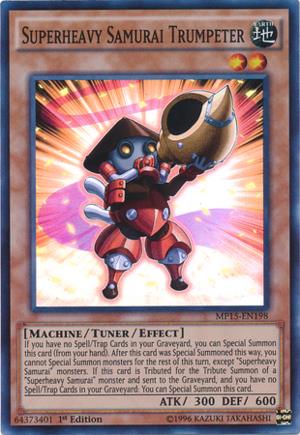 Superheavy Samurai Trumpeter
EARTH
地
MP15-EN198
[Machine / Tuner / Effect]
If you have no Spell/Trap Cards in your Graveyard, you can Special Summon
this card (from your hand). After this card was Special Summoned this way, you
cannot Special Summon monsters for the rest of this turn, except "Superheavy
Samurai" monsters. If this card is Tributed for the Tribute Summon of a
"Superheavy Samurai" monster and sent to the Graveyard, and you have no
Spell/Trap Cards in your Graveyard: You can Special Summon this card.
ATK/ 300 DEF/ 600
64373401 1st Edition ©1996 KAZUKI TAKAHASHI